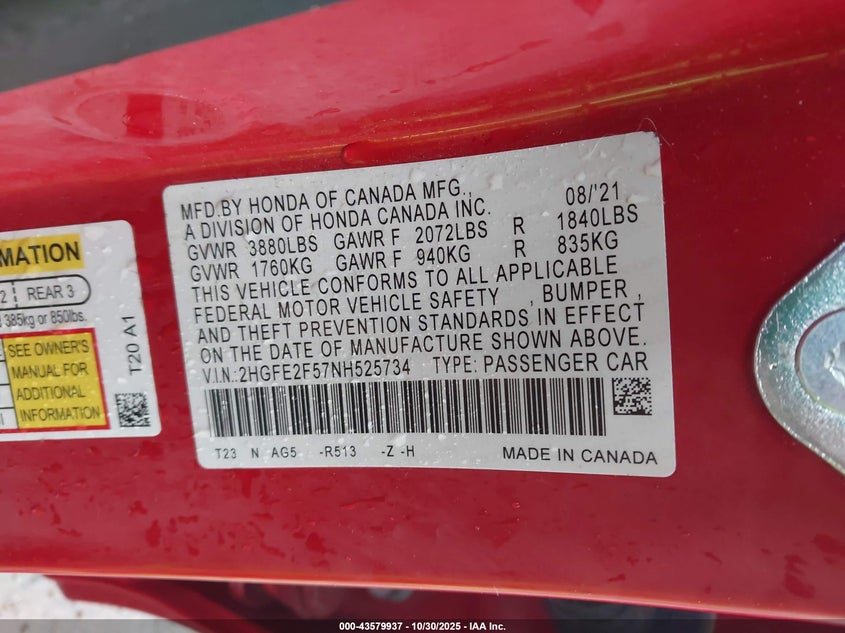 MFD.BY HONDA OF CANADA MFG., 08/'21
A DIVISION OF HONDA CANADA INC.
GVWR 3880LBS GAWR F 2072LBS R 1840LBS
GVWR 1760KG GAWR F 940KG R 835KG
THIS VEHICLE CONFORMS TO ALL APPLICABLE
FEDERAL MOTOR VEHICLE SAFETY , BUMPER ,
AND THEFT PREVENTION STANDARDS IN EFFECT
ON THE DATE OF MANUFACTURE SHOWN ABOVE.
V.I.N.:2HGFE2F57NH525734 TYPE: PASSENGER CAR
T23 N AG5 -R513 -Z -H MADE IN CANADA
MATION
2 REAR 3
385kg or 850lbs.
SEE OWNER'S
MANUAL FOR
ADDITIONAL
INFORMATION
T20 A1
000-43579937 - 10/30/2025 - IAA Inc.